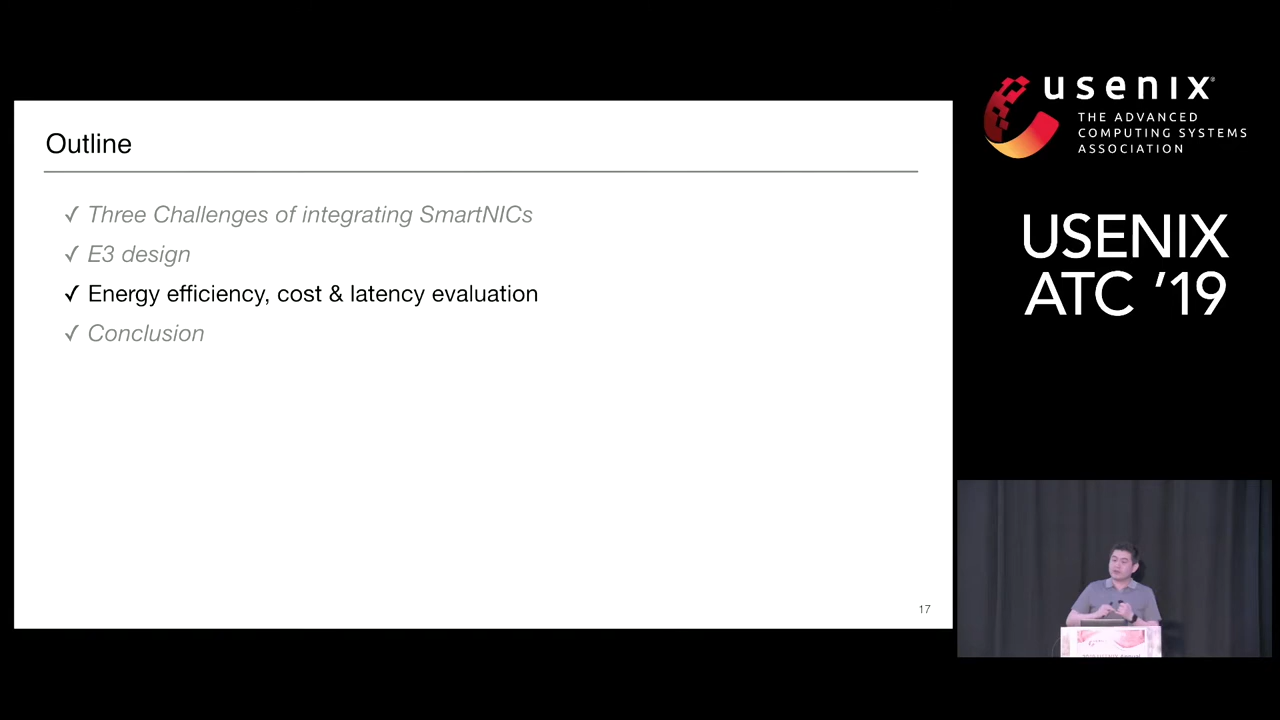 Outline
✓ Three Challenges of integrating SmartNICs
✓ E3 design
✓ Energy efficiency, cost & latency evaluation
✓ Conclusion
17
usenix
THE ADVANCED
COMPUTING SYSTEMS
ASSOCIATION
USENIX
ATC '19